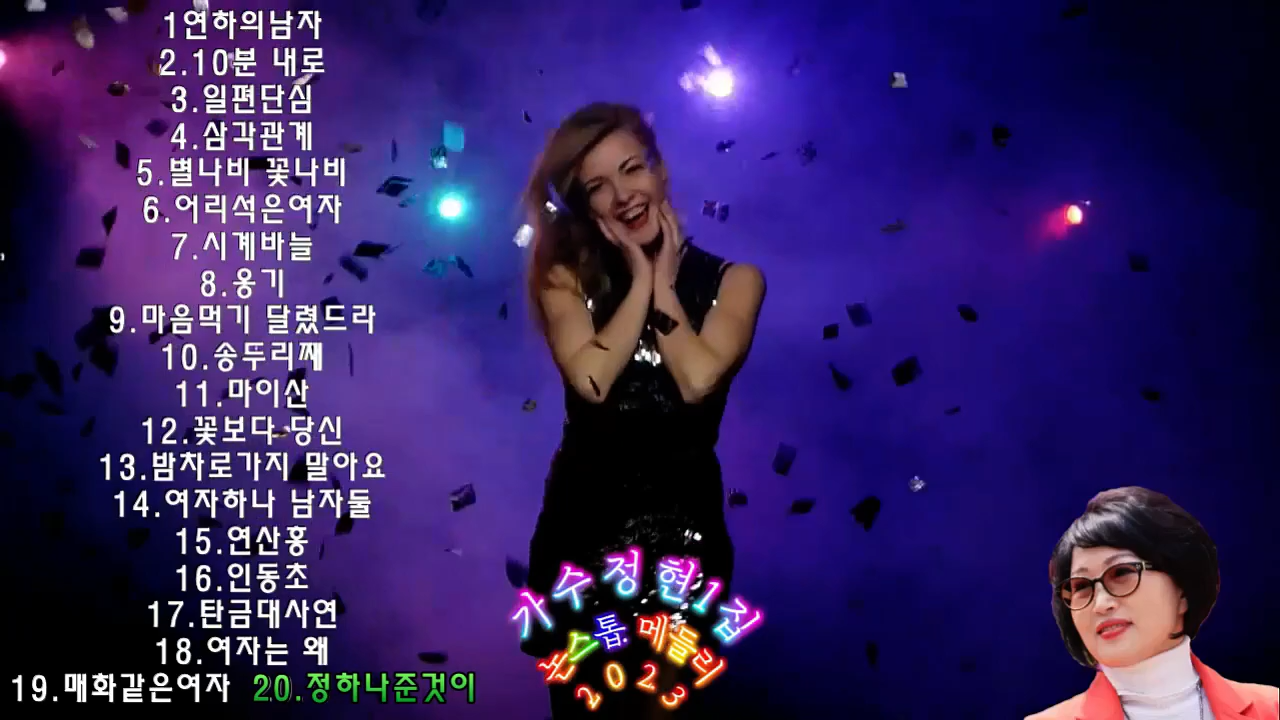 1연하의남자
2.10분 내로
3.일편단심
4.삼각관계
5.별나비 꽃나비
6.어리석은여자
7.시계바늘
8.옹기
9.마음먹기 달렸드라
10.송두리째
11.마이산
12.꽃보다 당신
13.밤차로가지 말아요
14.여자하나 남자둘
15.연산홍
16.인동초
17.탄금대사연
18.여자는 왜
19.매화같은여자 20.정하나준것이
가수정현1집
논스톱 메들리
2023